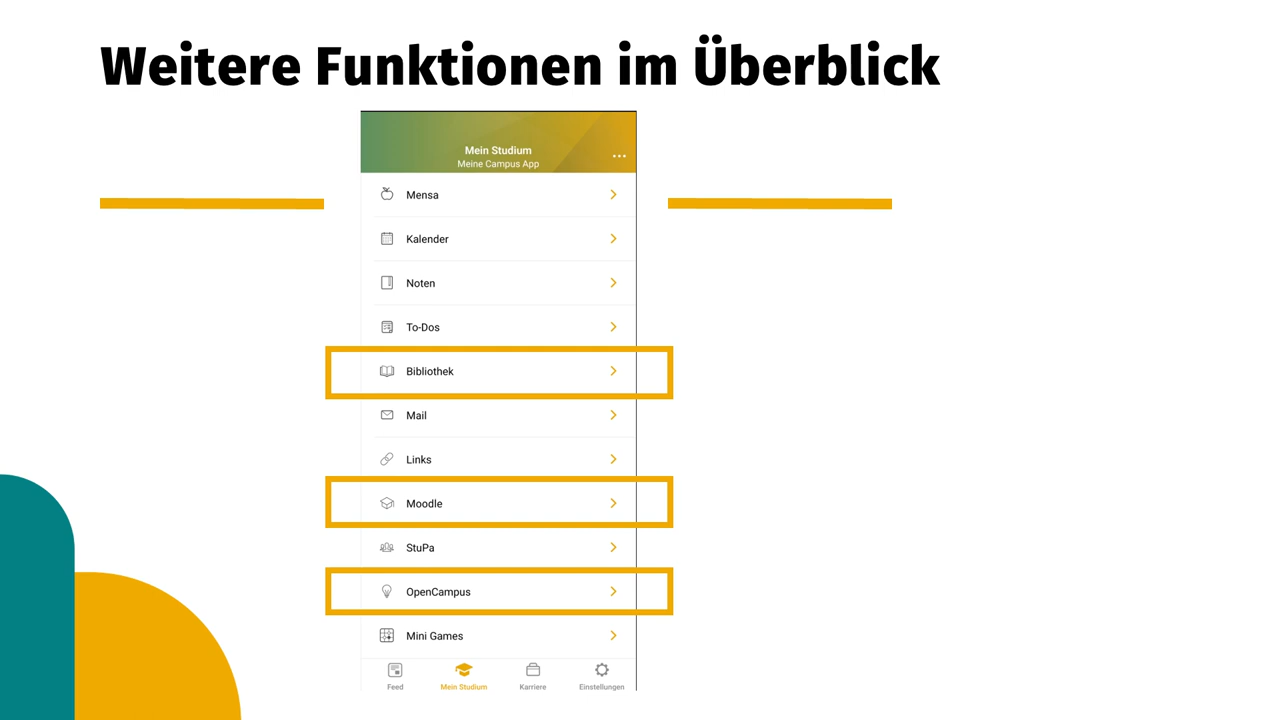 Weitere Funktionen im Überblick
Mein Studium
Meine Campus App
Mensa
Kalender
Noten
To-Dos
Bibliothek
Mail
Links
Moodle
StuPa
OpenCampus
Mini Games
Feed
Mein Studium
Karriere
Einstellungen